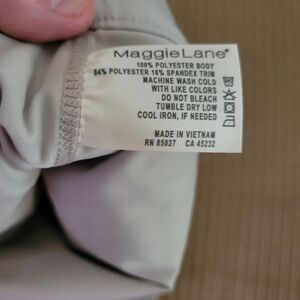 MaggieLane®
100% POLYESTER BODY
84% POLYESTER 16% SPANDEX TRIM
MACHINE WASH COLD
WITH LIKE COLORS
DO NOT BLEACH
TUMBLE DRY LOW
COOL IRON, IF NEEDED
MADE IN VIETNAM
RN 85027 CA 45232